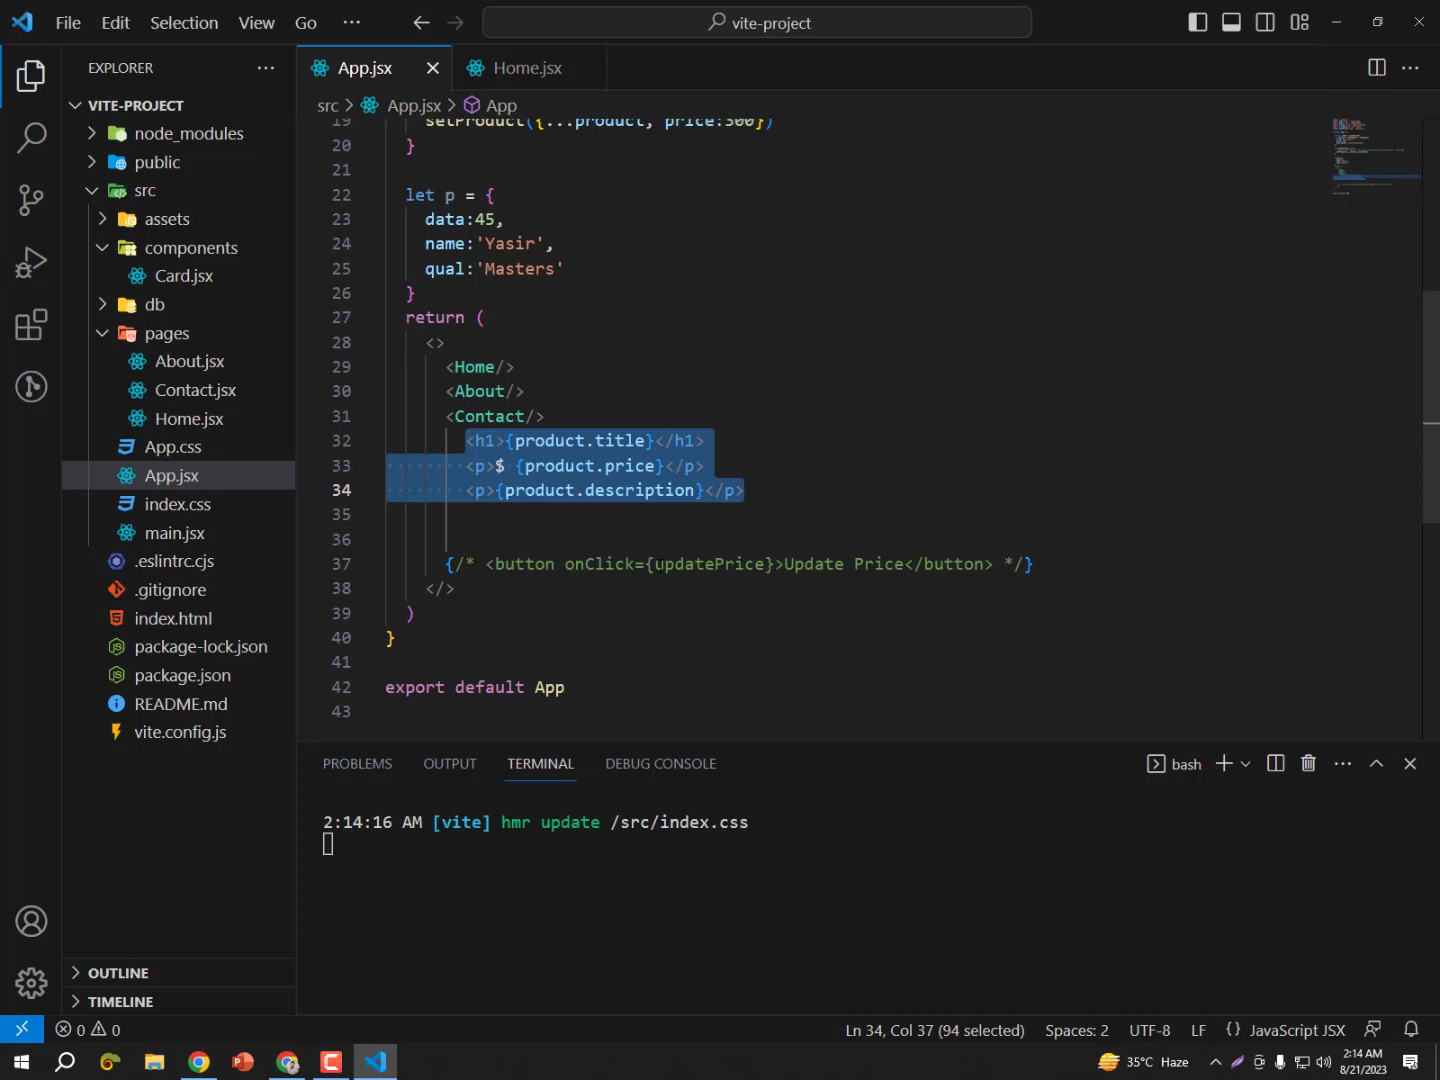 File Edit Selection View Go ··· vite-project
EXPLORER ···
App.jsx
Home.jsx
VITE-PROJECT
node_modules
public
src
assets
components
Card.jsx
db
pages
About.jsx
Contact.jsx
Home.jsx
App.css
App.jsx
index.css
main.jsx
.eslintrc.cjs
.gitignore
index.html
package-lock.json
package.json
README.md
vite.config.js
OUTLINE
TIMELINE
src > App.jsx > App
19 setProduct({...product, price:500})
20 }
21
22 let p = {
23 data:45,
24 name:'Yasir',
25 qual:'Masters'
26 }
27 return (
28 <>
29 <Home/>
30 <About/>
31 <Contact/>
32 <h1>{product.title}</h1>
33 <p>$ {product.price}</p>
34 <p>{product.description}</p>
35
36
37 {/* <button onClick={updatePrice}>Update Price</button> */}
38 </>
39 )
40 }
41
42 export default App
43
PROBLEMS OUTPUT TERMINAL DEBUG CONSOLE
bash
2:14:16 AM [vite] hmr update /src/index.css
0 0
Ln 34, Col 37 (94 selected) Spaces: 2 UTF-8 LF {} JavaScript JSX
35°C Haze
2:14 AM
8/21/2023